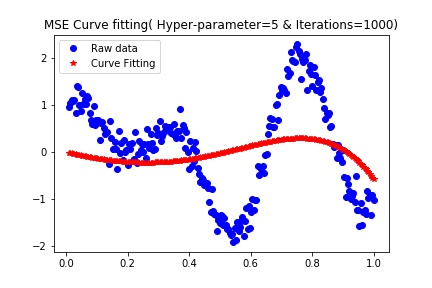 MSE Curve fitting( Hyper-parameter=5 & Iterations=1000)
Raw data
Curve Fitting
2
1
0
−1
−2
0.0 0.2 0.4 0.6 0.8 1.0